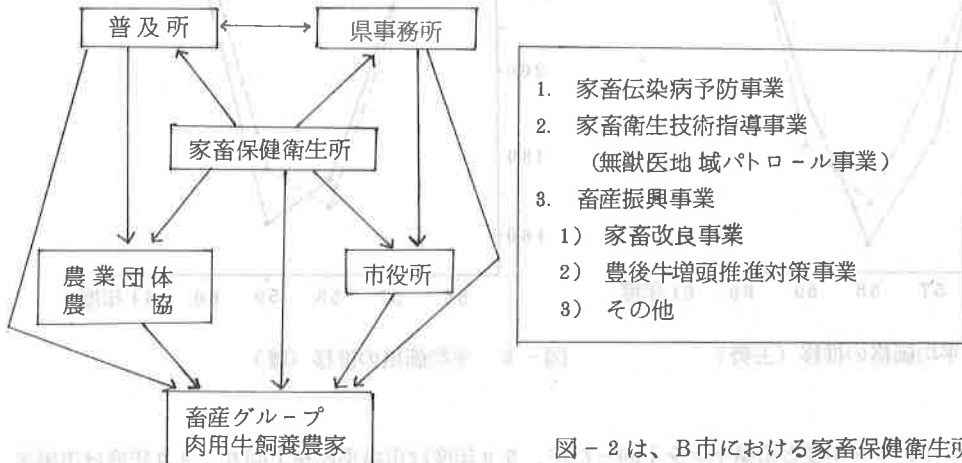 普及所
県事務所
家畜保健衛生所
農業団体
農 協
市役所
畜産グループ
肉用牛飼養農家
1. 家畜伝染病予防事業
2. 家畜衛生技術指導事業
(無獣医地域パトロール事業)
3. 畜産振興事業
1) 家畜改良事業
2) 豊後牛増頭推進対策事業
3) その他
図-2は、B市における家畜保健衛生所